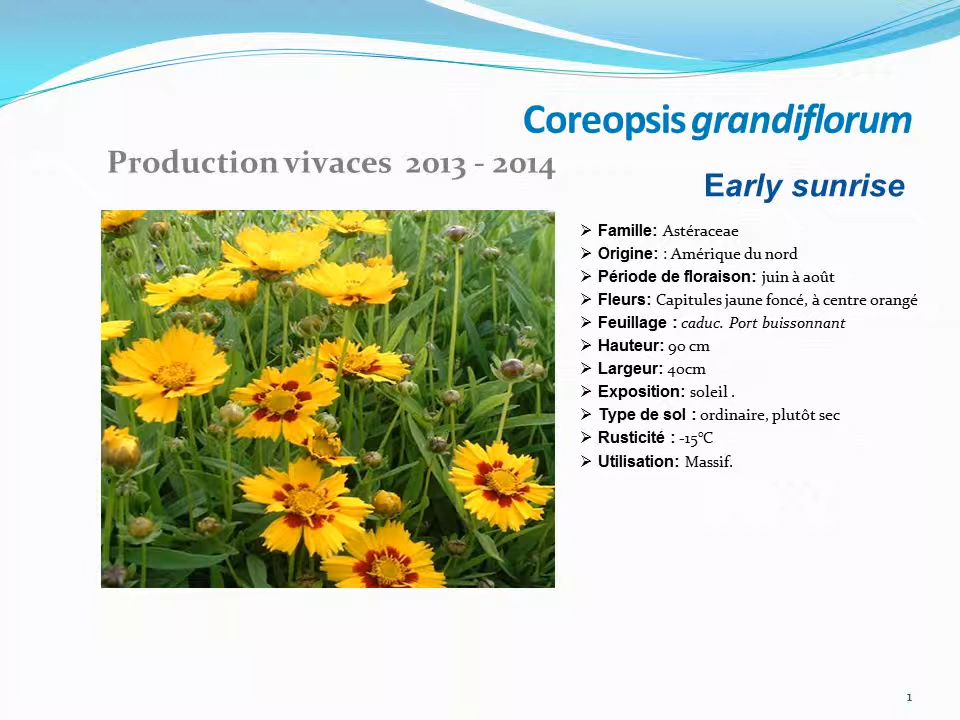 Coreopsis grandiflorum
Production vivaces 2013 - 2014
Early sunrise
➢ Famille: Astéraceae
➢ Origine: : Amérique du nord
➢ Période de floraison: juin à août
➢ Fleurs: Capitules jaune foncé, à centre orangé
➢ Feuillage : caduc. Port buissonnant
➢ Hauteur: 90 cm
➢ Largeur: 40cm
➢ Exposition: soleil .
➢ Type de sol : ordinaire, plutôt sec
➢ Rusticité : -15°C
➢ Utilisation: Massif.
1